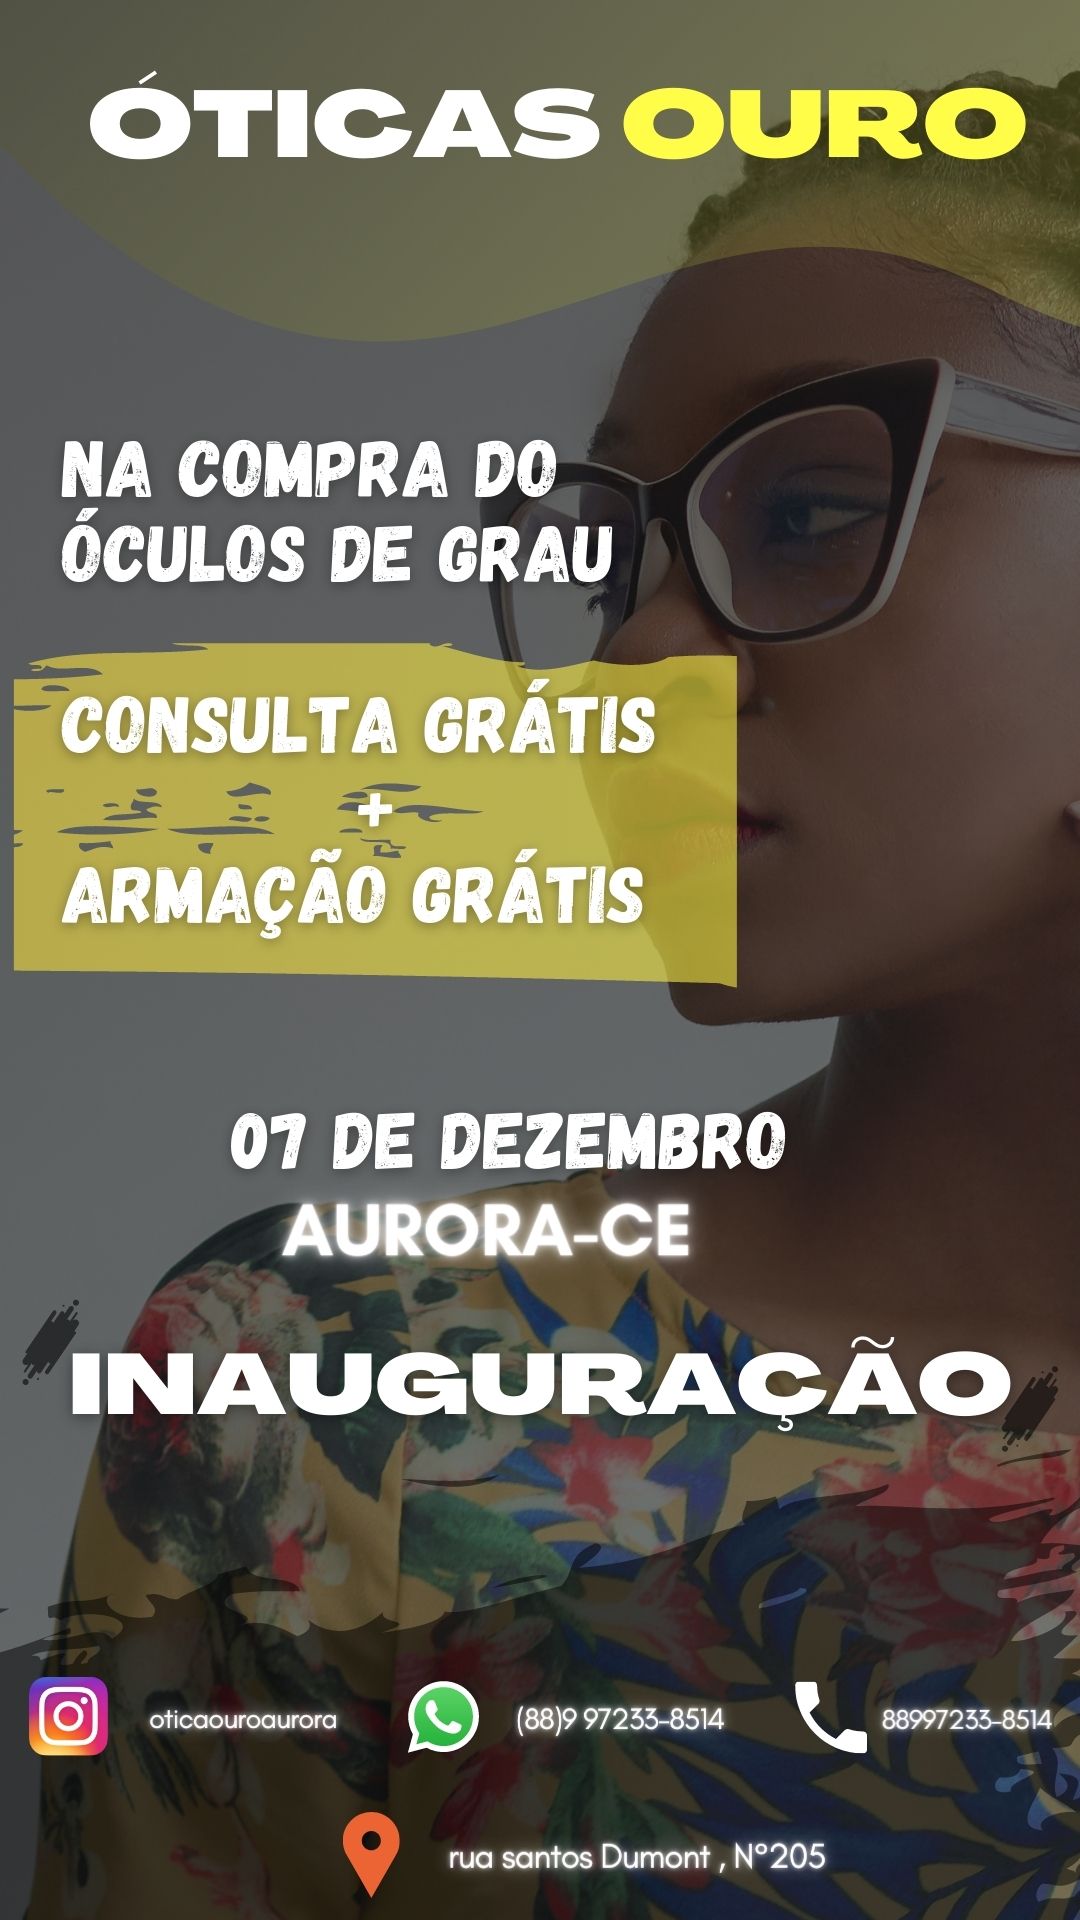 ÓTICAS OURO
NA COMPRA DO
ÓCULOS DE GRAU
CONSULTA GRÁTIS
+
ARMAÇÃO GRÁTIS
07 DE DEZEMBRO
AURORA-CE
INAUGURAÇÃO
oticaouroaurora
(88)9 97233-8514
88997233-8514
rua santos Dumont , N°205